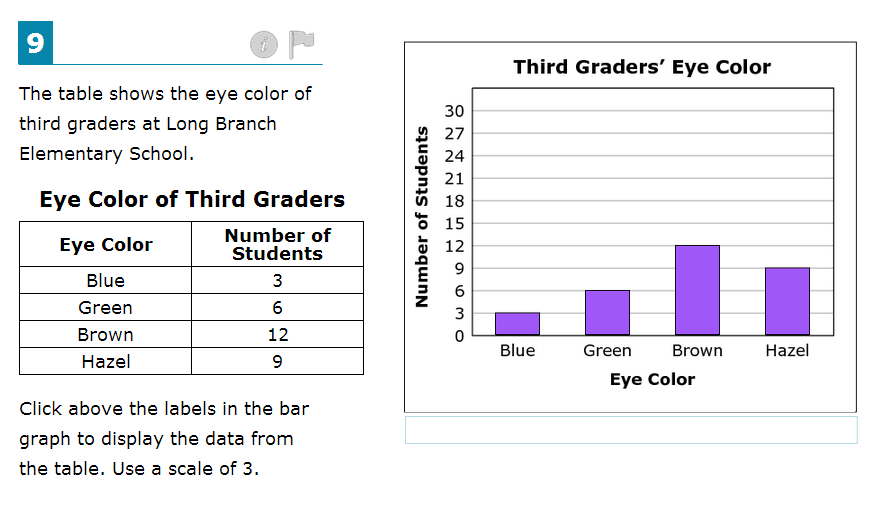 9
The table shows the eye color of
third graders at Long Branch
Elementary School.
Eye Color of Third Graders
Eye Color Number of Students
Blue 3
Green 6
Brown 12
Hazel 9
Click above the labels in the bar
graph to display the data from
the table. Use a scale of 3.
Third Graders’ Eye Color
Number of Students
30
27
24
21
18
15
12
9
6
3
0
Blue Green Brown Hazel
Eye Color